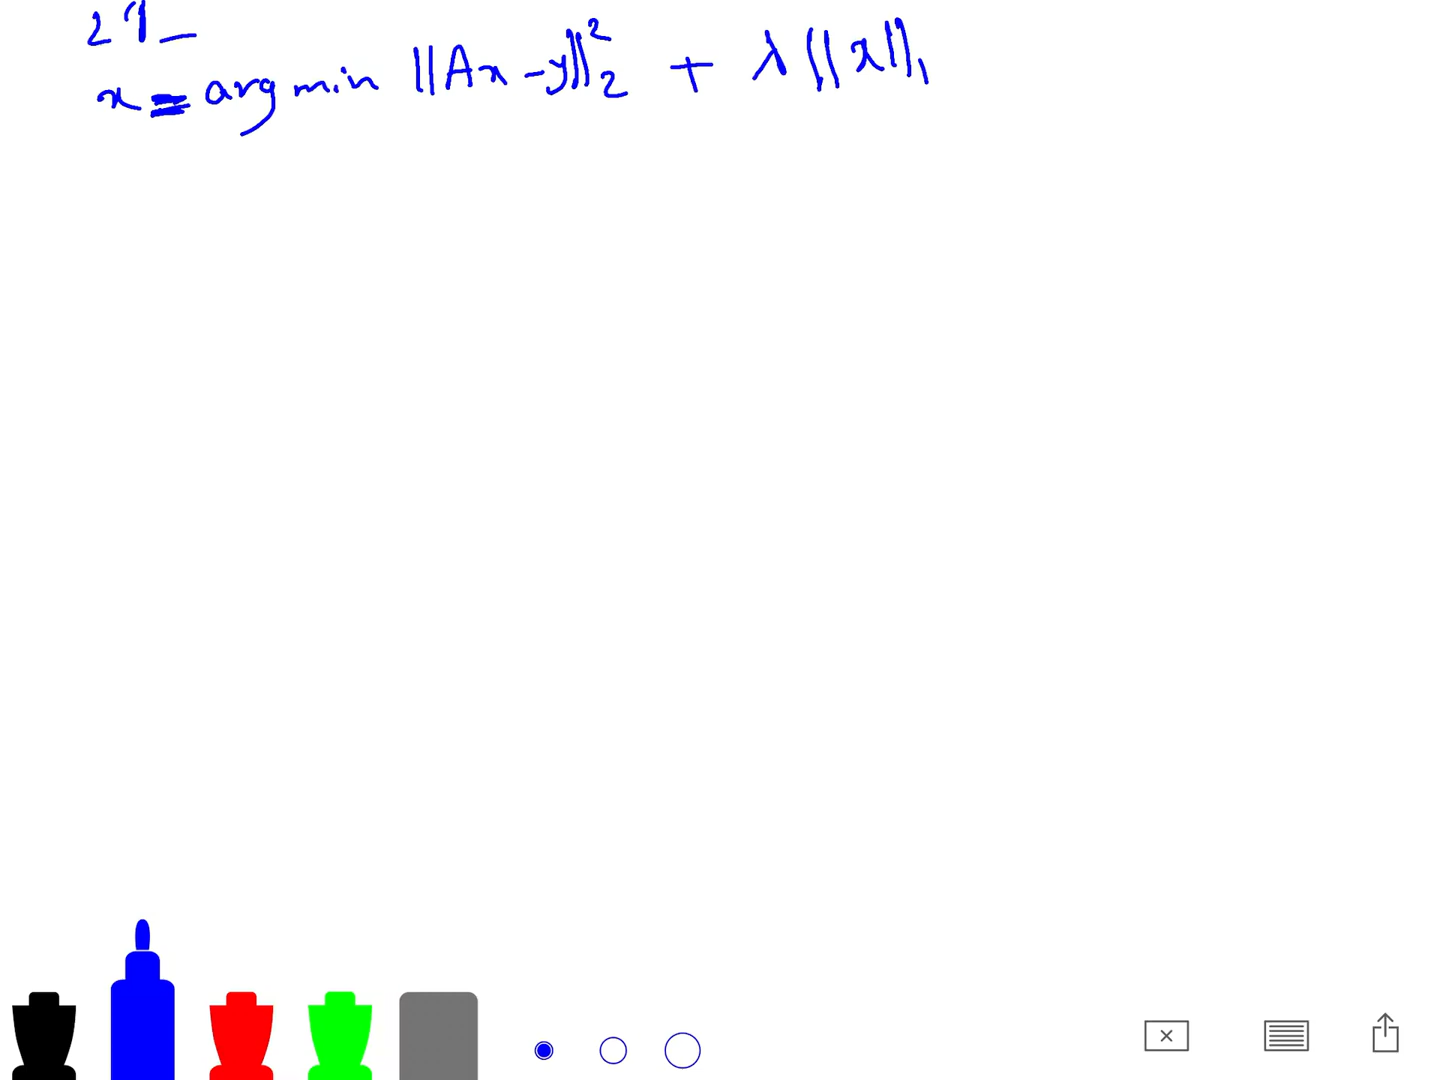 x = arg min ||Ax - y||₂² + λ ||x||₁